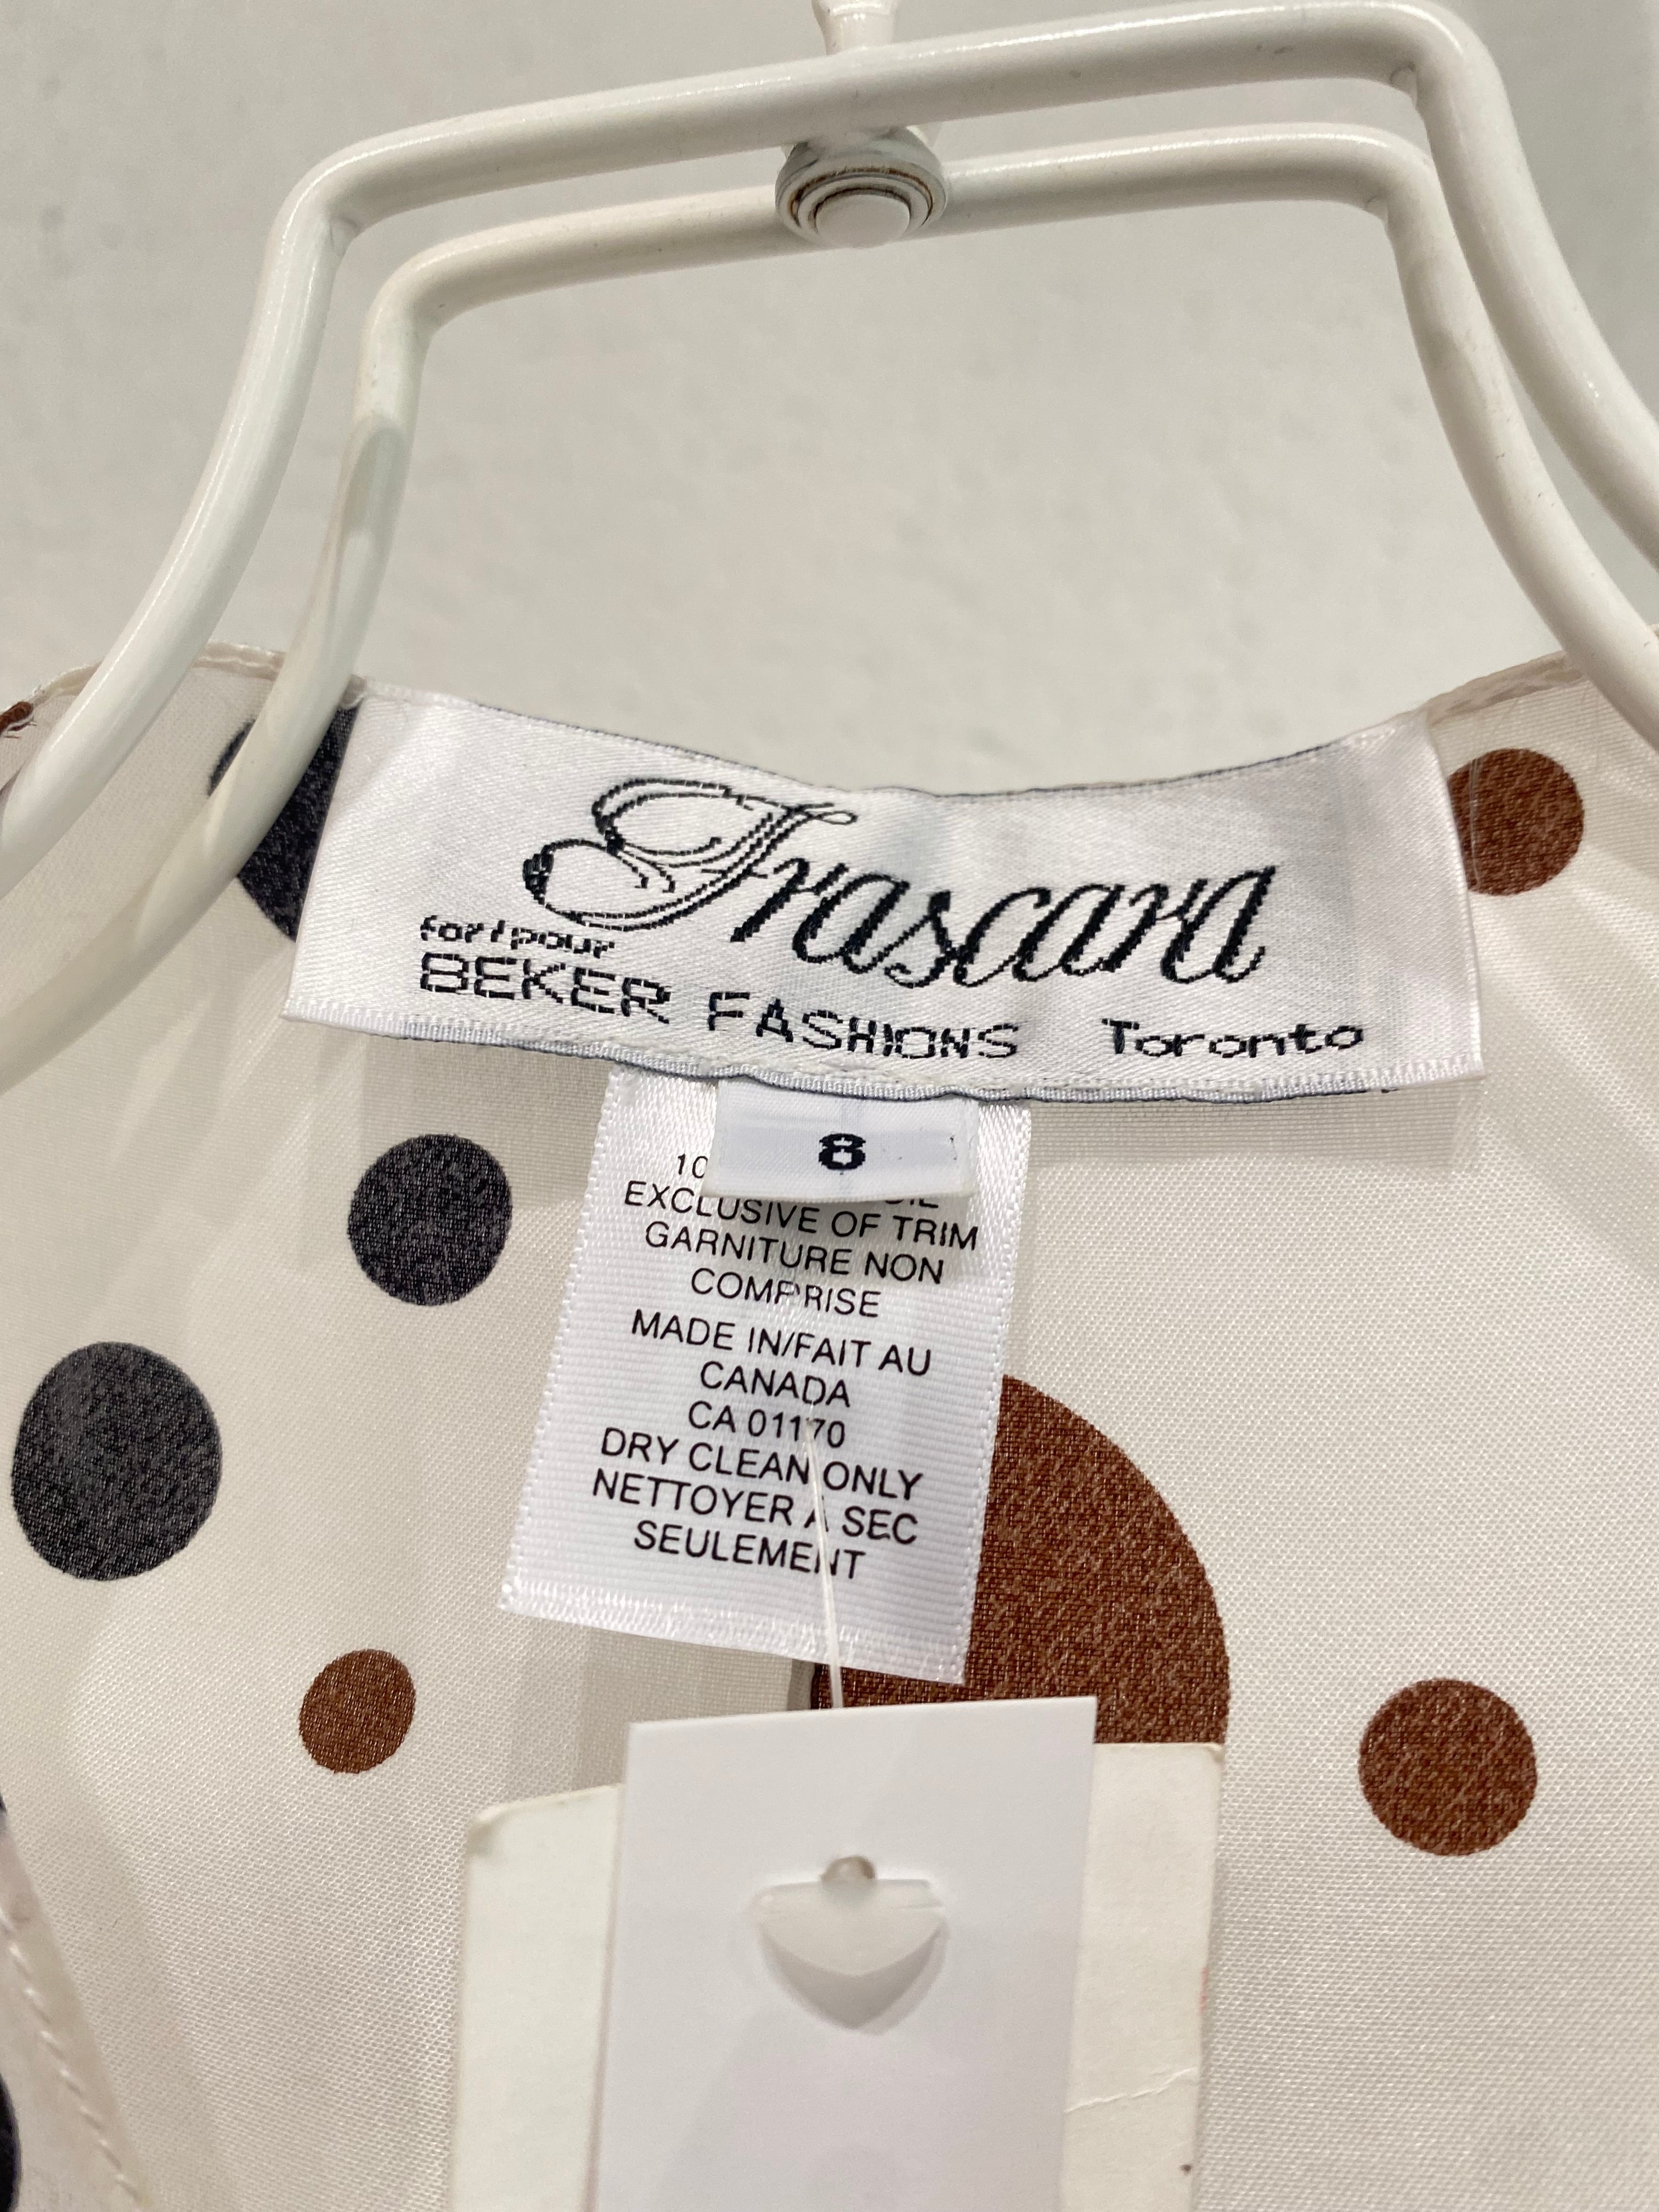 Frascara
for/pour
BEKER FASHIONS Toronto
8
EXCLUSIVE OF TRIM
GARNITURE NON
COMPRISE
MADE IN/FAIT AU
CANADA
CA 01170
DRY CLEAN ONLY
NETTOYER A SEC
SEULEMENT